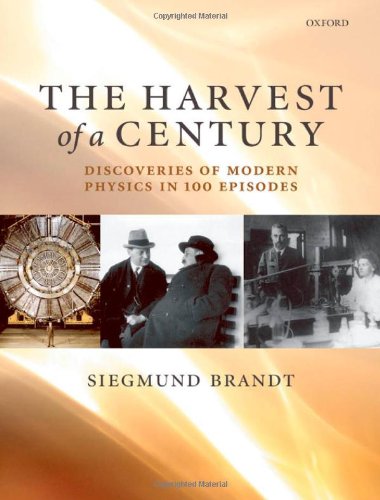 Copyrighted Material
OXFORD
THE HARVEST
of a CENTURY
DISCOVERIES OF MODERN
PHYSICS IN 100 EPISODES
SIEGMUND BRANDT
Copyrighted Material